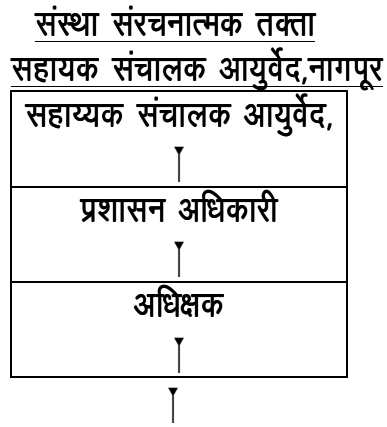 संस्था संरचनात्मक तक्ता
सहायक संचालक आयुर्वेद,नागपूर
सहाय्यक संचालक आयुर्वेद,
प्रशासन अधिकारी
अधिक्षक